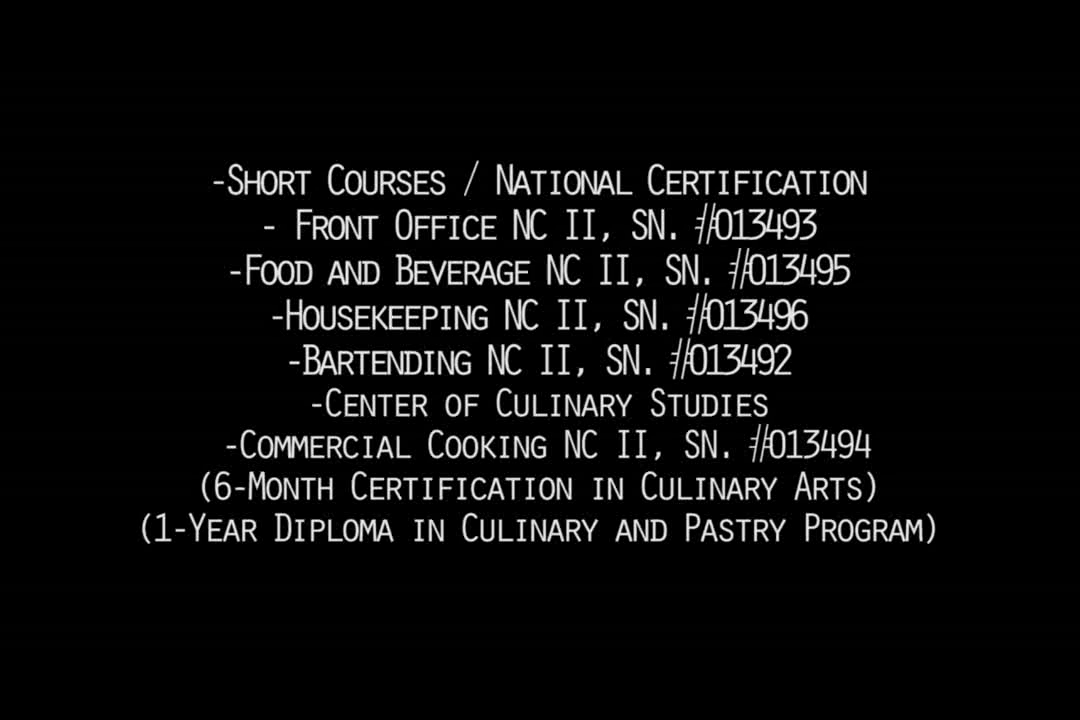 -Short Courses / National Certification
- Front Office NC II, SN. #013493
-Food and Beverage NC II, SN. #013495
-Housekeeping NC II, SN. #013496
-Bartending NC II, SN. #013492
-Center of Culinary Studies
-Commercial Cooking NC II, SN. #013494
(6-Month Certification in Culinary Arts)
(1-Year Diploma in Culinary and Pastry Program)